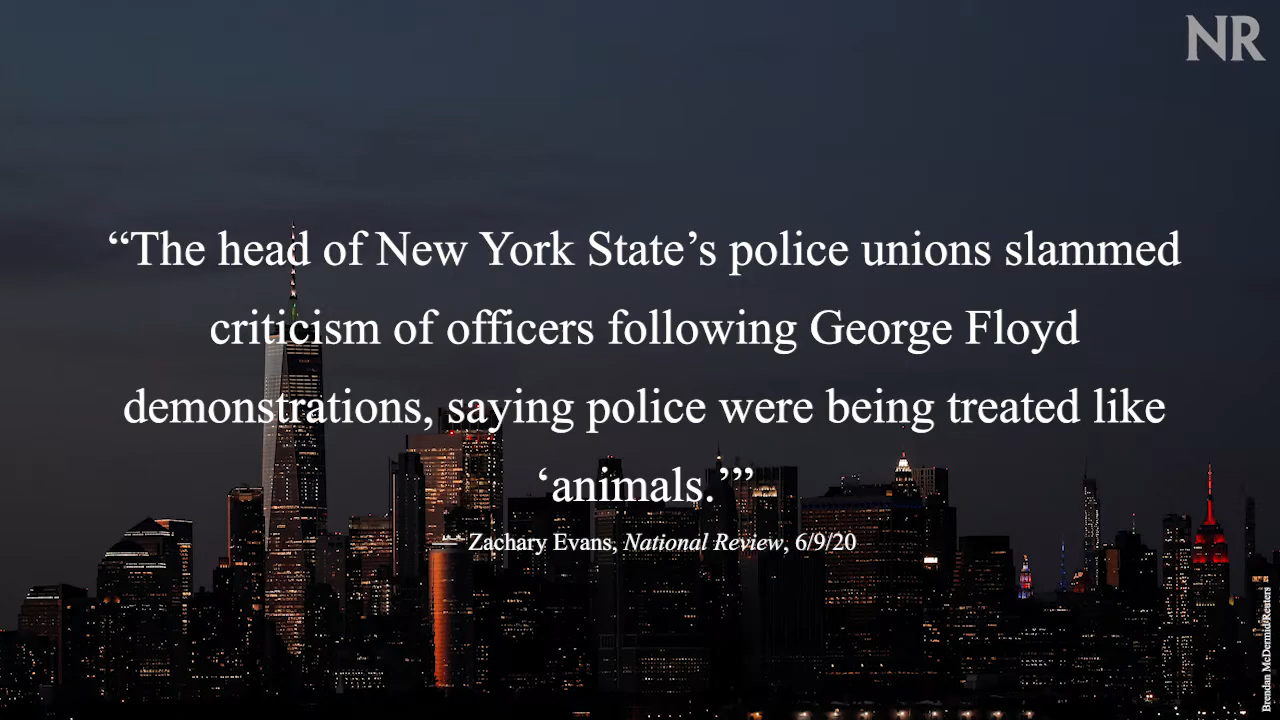 NR
“The head of New York State’s police unions slammed
criticism of officers following George Floyd
demonstrations, saying police were being treated like
‘animals.’”
Zachary Evans, National Review, 6/9/20
Brendan McDermid/Reuters